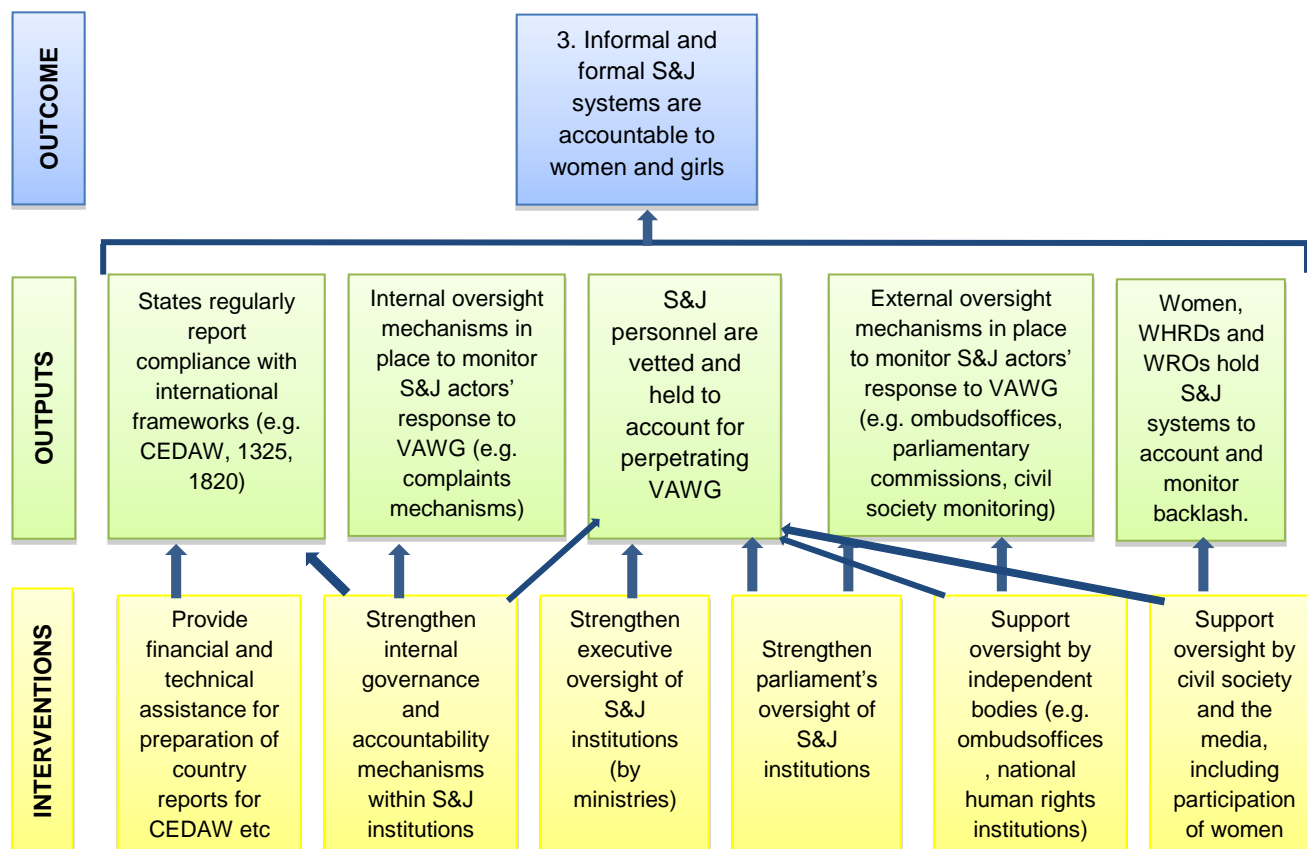 OUTCOME
3. Informal and
formal S&J
systems are
accountable to
women and girls
OUTPUTS
States regularly
report
compliance with
international
frameworks (e.g.
CEDAW, 1325,
1820)
Internal oversight
mechanisms in
place to monitor
S&J actors’
response to
VAWG (e.g.
complaints
mechanisms)
S&J
personnel are
vetted and
held to
account for
perpetrating
VAWG
External oversight
mechanisms in place
to monitor S&J actors’
response to VAWG
(e.g. ombudsoffices,
parliamentary
commissions, civil
society monitoring)
Women,
WHRDs and
WROs hold
S&J
systems to
account and
monitor
backlash.
INTERVENTIONS
Provide
financial and
technical
assistance for
preparation of
country
reports for
CEDAW etc
Strengthen
internal
governance
and
accountability
mechanisms
within S&J
institutions
Strengthen
executive
oversight of
S&J
institutions
(by
ministries)
Strengthen
parliament’s
oversight of
S&J
institutions
Support
oversight by
independent
bodies (e.g.
ombudsoffices
, national
human rights
institutions)
Support
oversight by
civil society
and the
media,
including
participation
of women